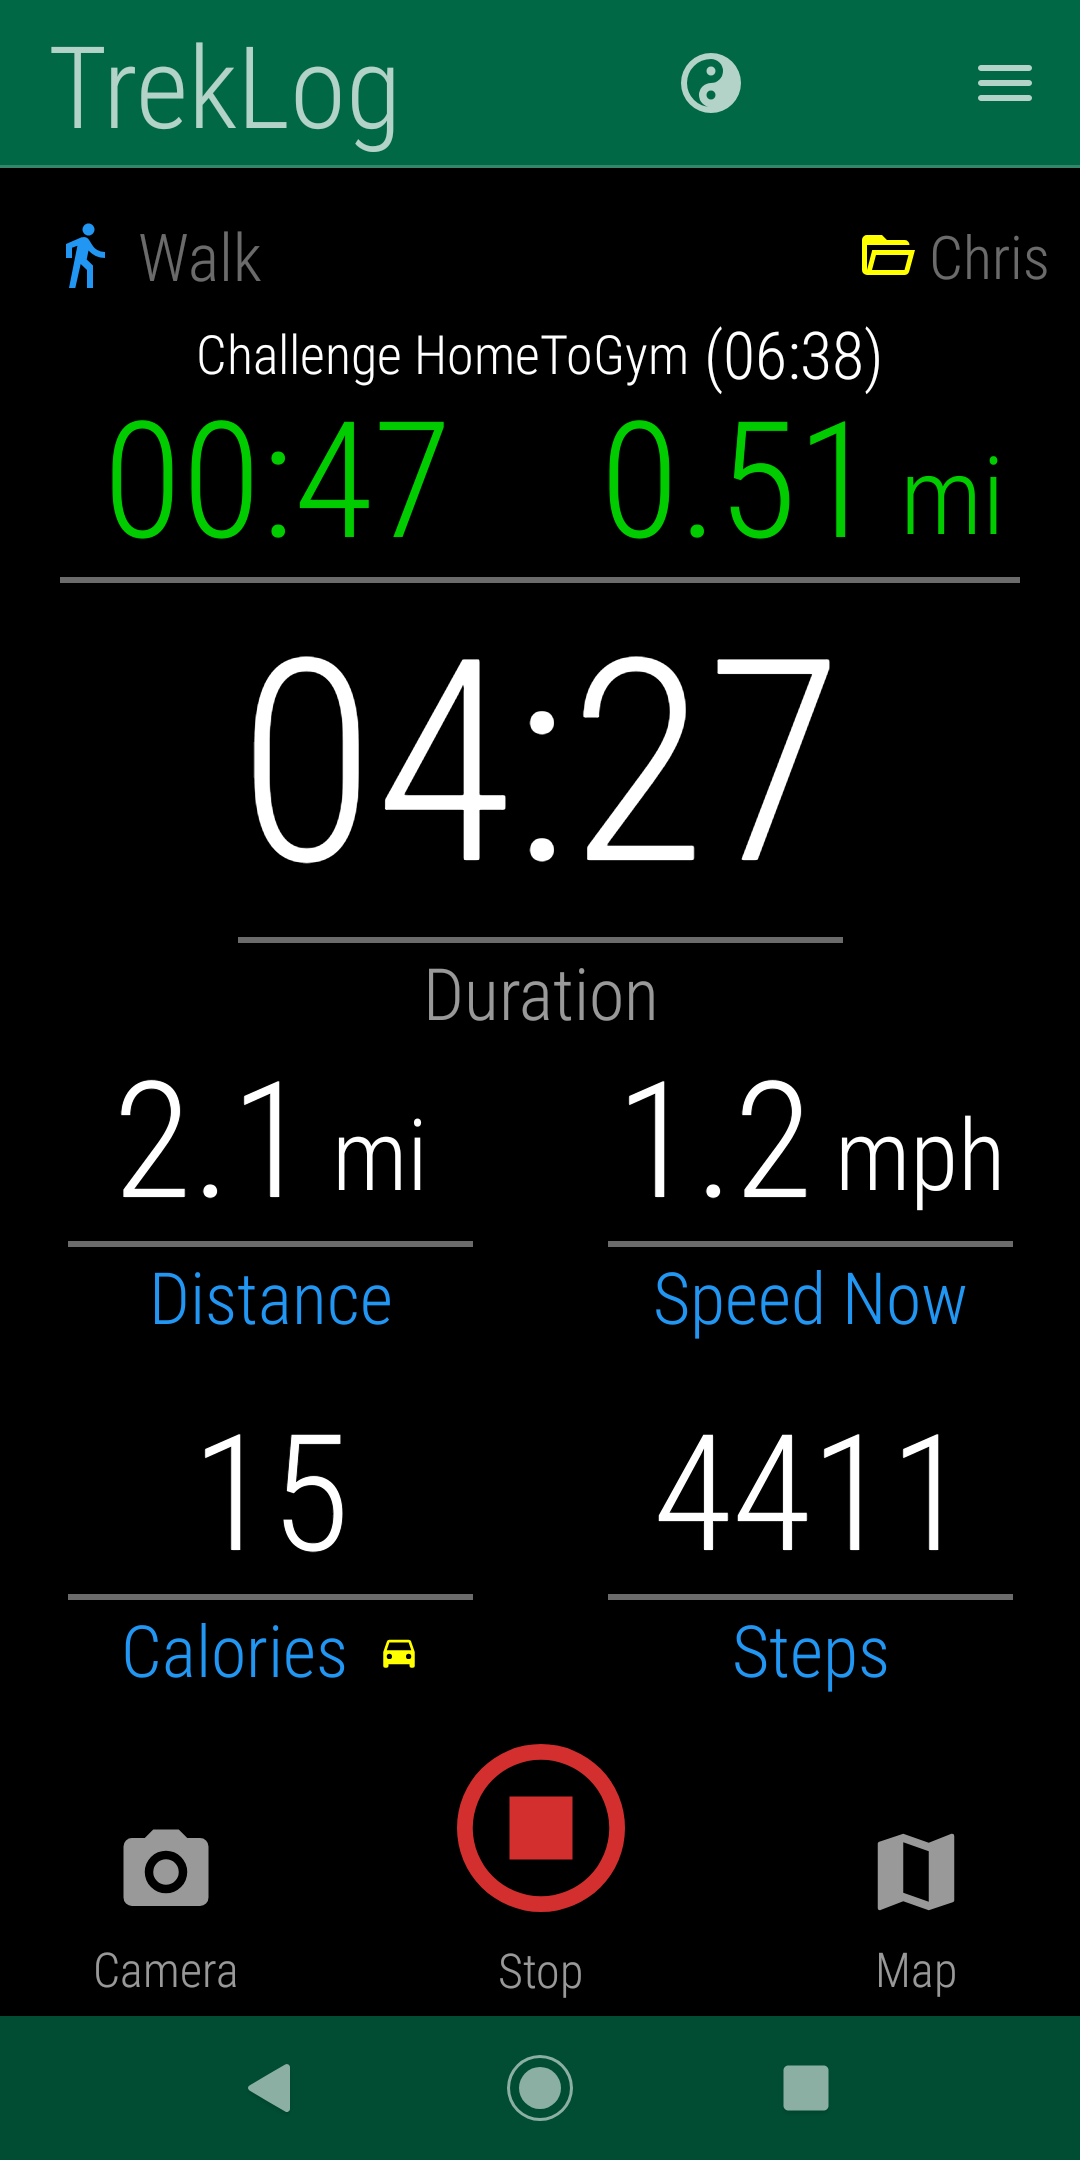 TrekLog
Walk
Chris
Challenge HomeToGym (06:38)
00:47 0.51 mi
04:27
Duration
2.1 mi 1.2 mph
Distance Speed Now
15 4411
Calories Steps
Camera Stop Map